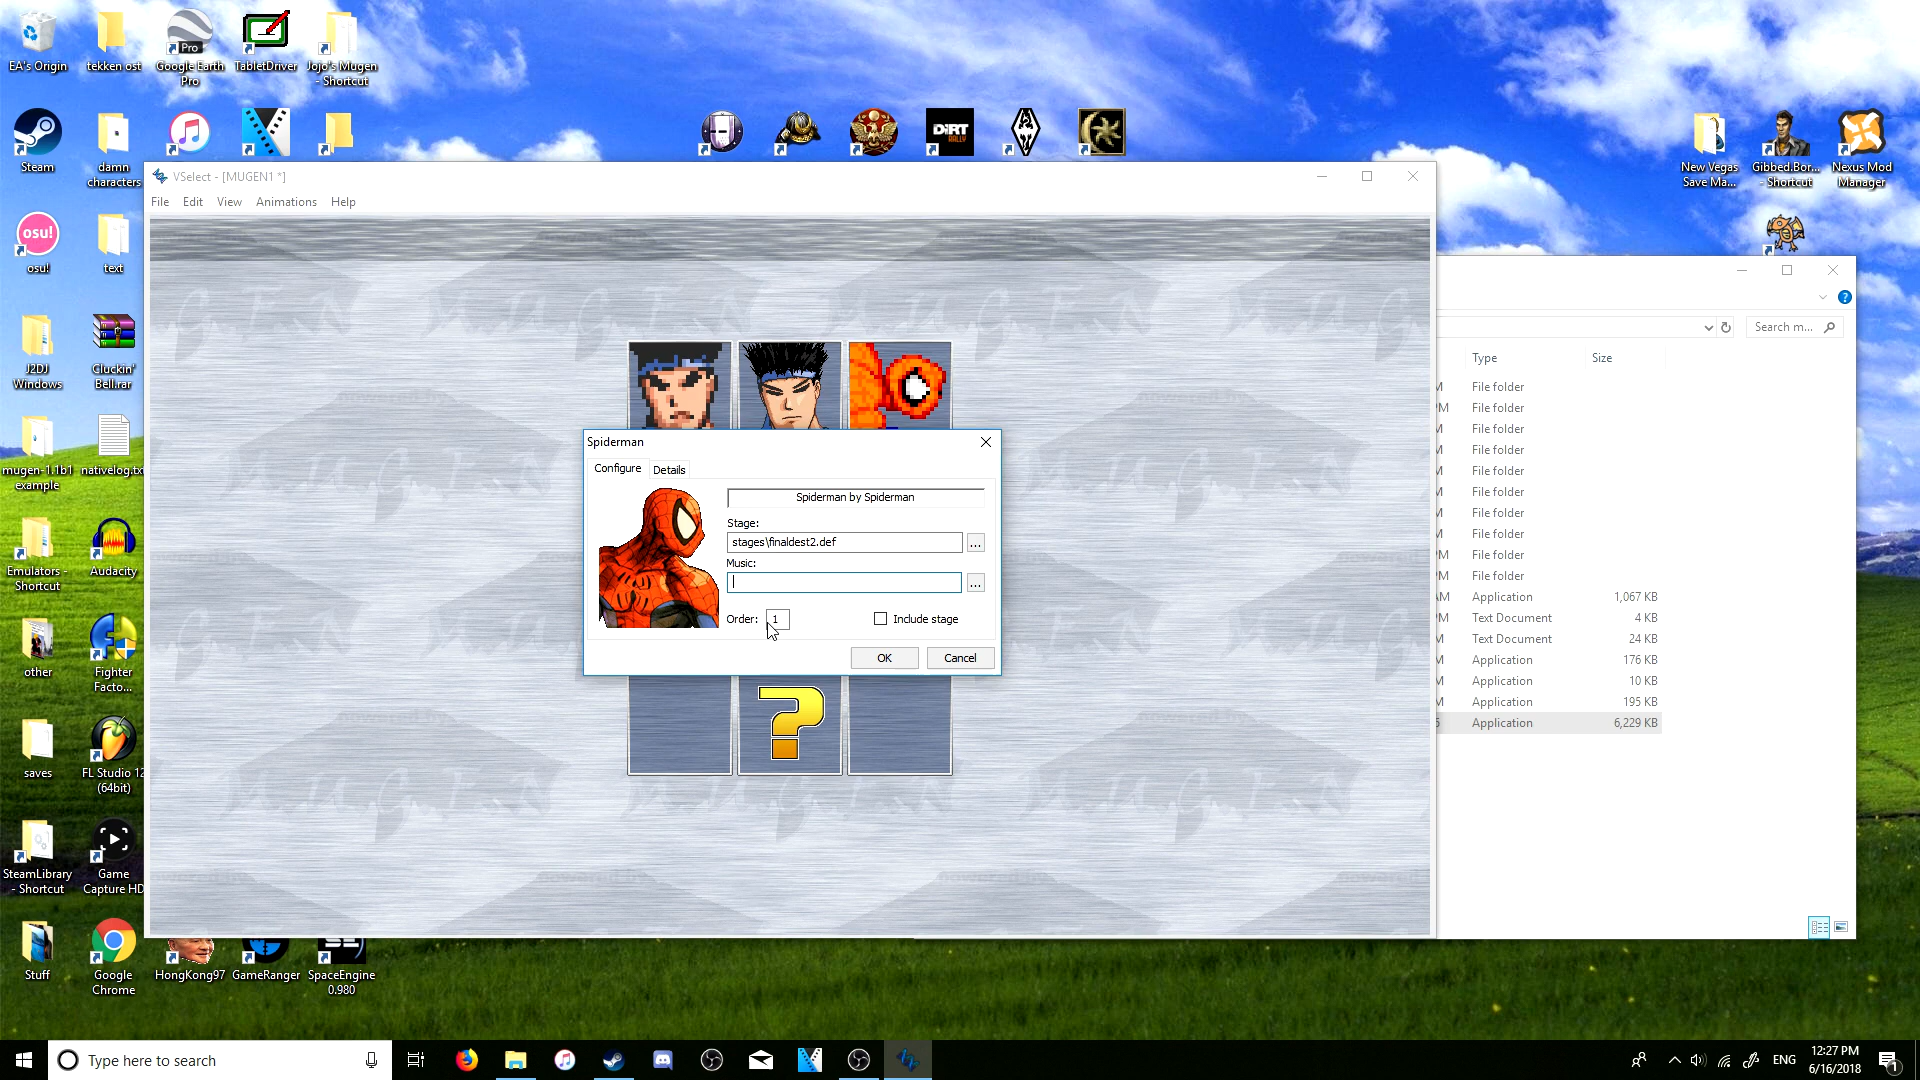 EA's Origin
tekken ost
Google Earth
Pro
TabletDriver
Jojo's Mugen
- Shortcut
Steam
damn
characters
DiRT
RALLY
New Vegas
Save Ma...
Gibbed.Bor...
- Shortcut
Nexus Mod
Manager
VSelect - [MUGEN1 *]
File Edit View Animations Help
osu!
osu!
text
Search m...
Type Size
File folder
File folder
File folder
File folder
File folder
File folder
File folder
File folder
File folder
File folder
Application 1,067 KB
Text Document 4 KB
Text Document 24 KB
Application 176 KB
Application 10 KB
Application 195 KB
Application 6,229 KB
J2DJ
Windows
Cluckin'
Bell.rar
mugen-1.1b1
example
nativelog.txt
Spiderman
Configure Details
Spiderman by Spiderman
Stage:
stages\finaldest2.def
...
Music:
...
Order: 1 Include stage
OK Cancel
?
Emulators -
Shortcut
Audacity
other
Fighter
Facto...
saves
FL Studio 12
(64bit)
SteamLibrary
- Shortcut
Game
Capture HD
Stuff
Google
Chrome
HongKong97
GameRanger
SpaceEngine
0.980
Type here to search
ENG
12:27 PM
6/16/2018
1